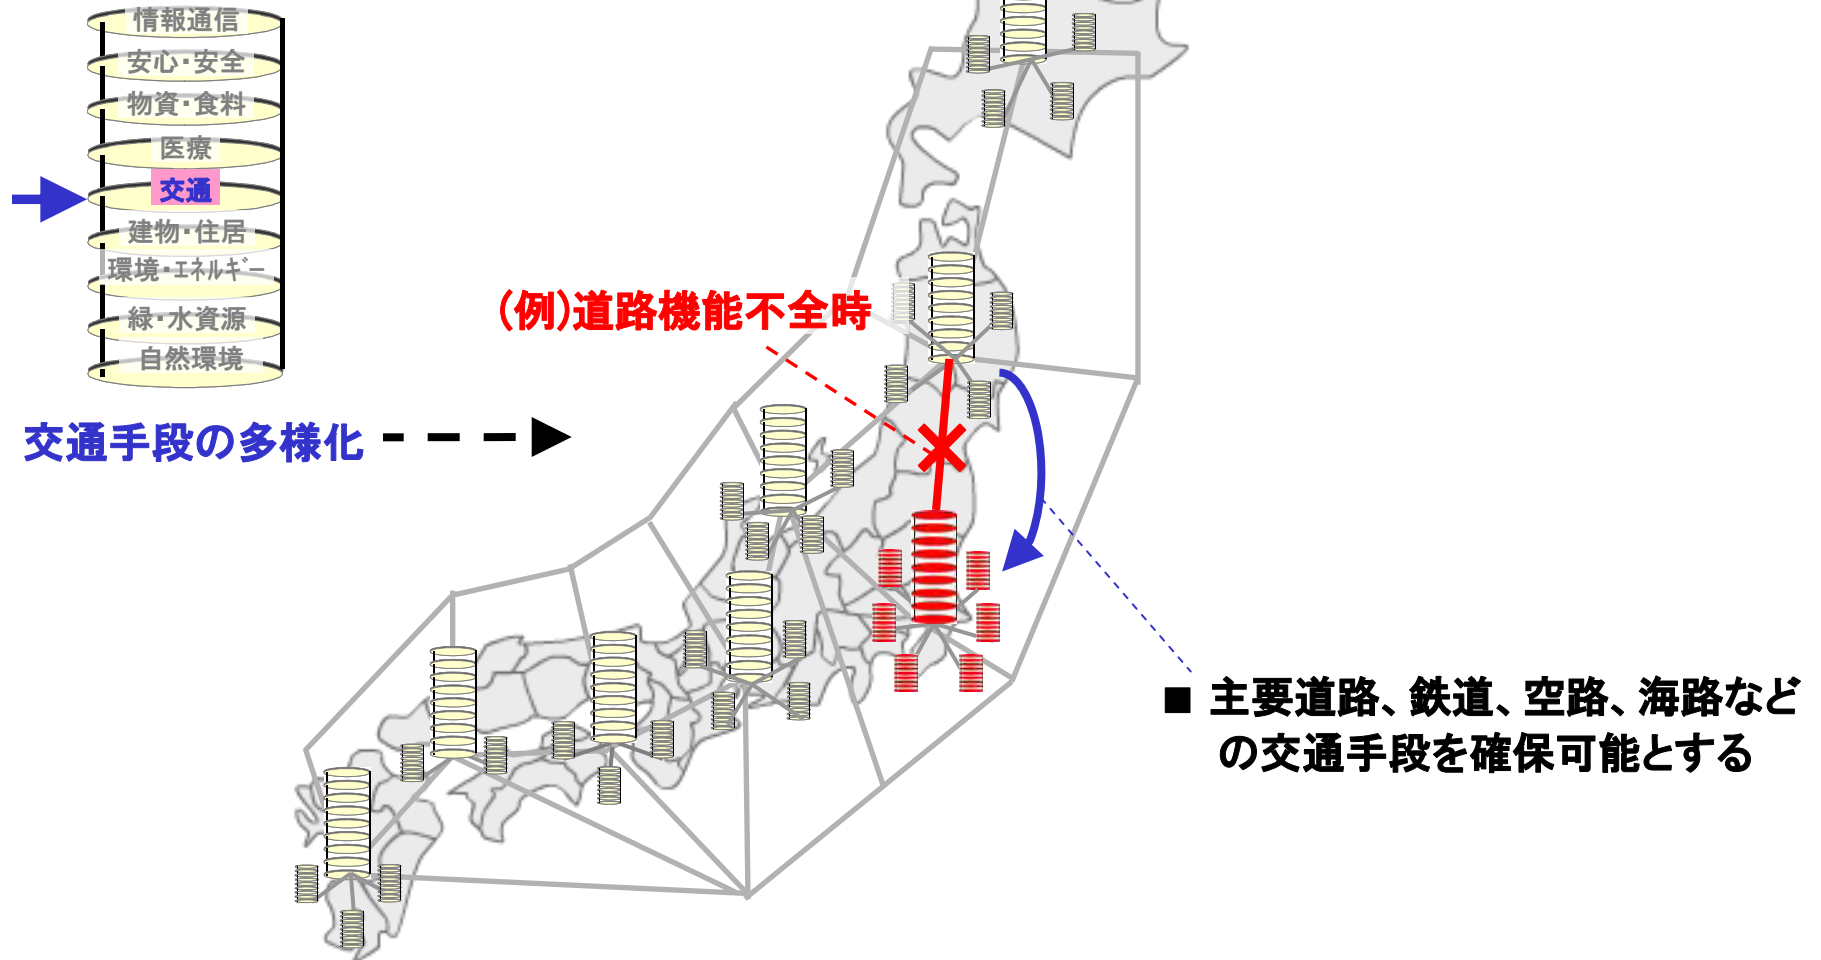 情報通信
安心・安全
物資・食料
医療
交通
建物・住居
環境・ｴﾈﾙｷﾞｰ
緑・水資源
自然環境
(例)道路機能不全時
交通手段の多様化
■ 主要道路、鉄道、空路、海路など
の交通手段を確保可能とする